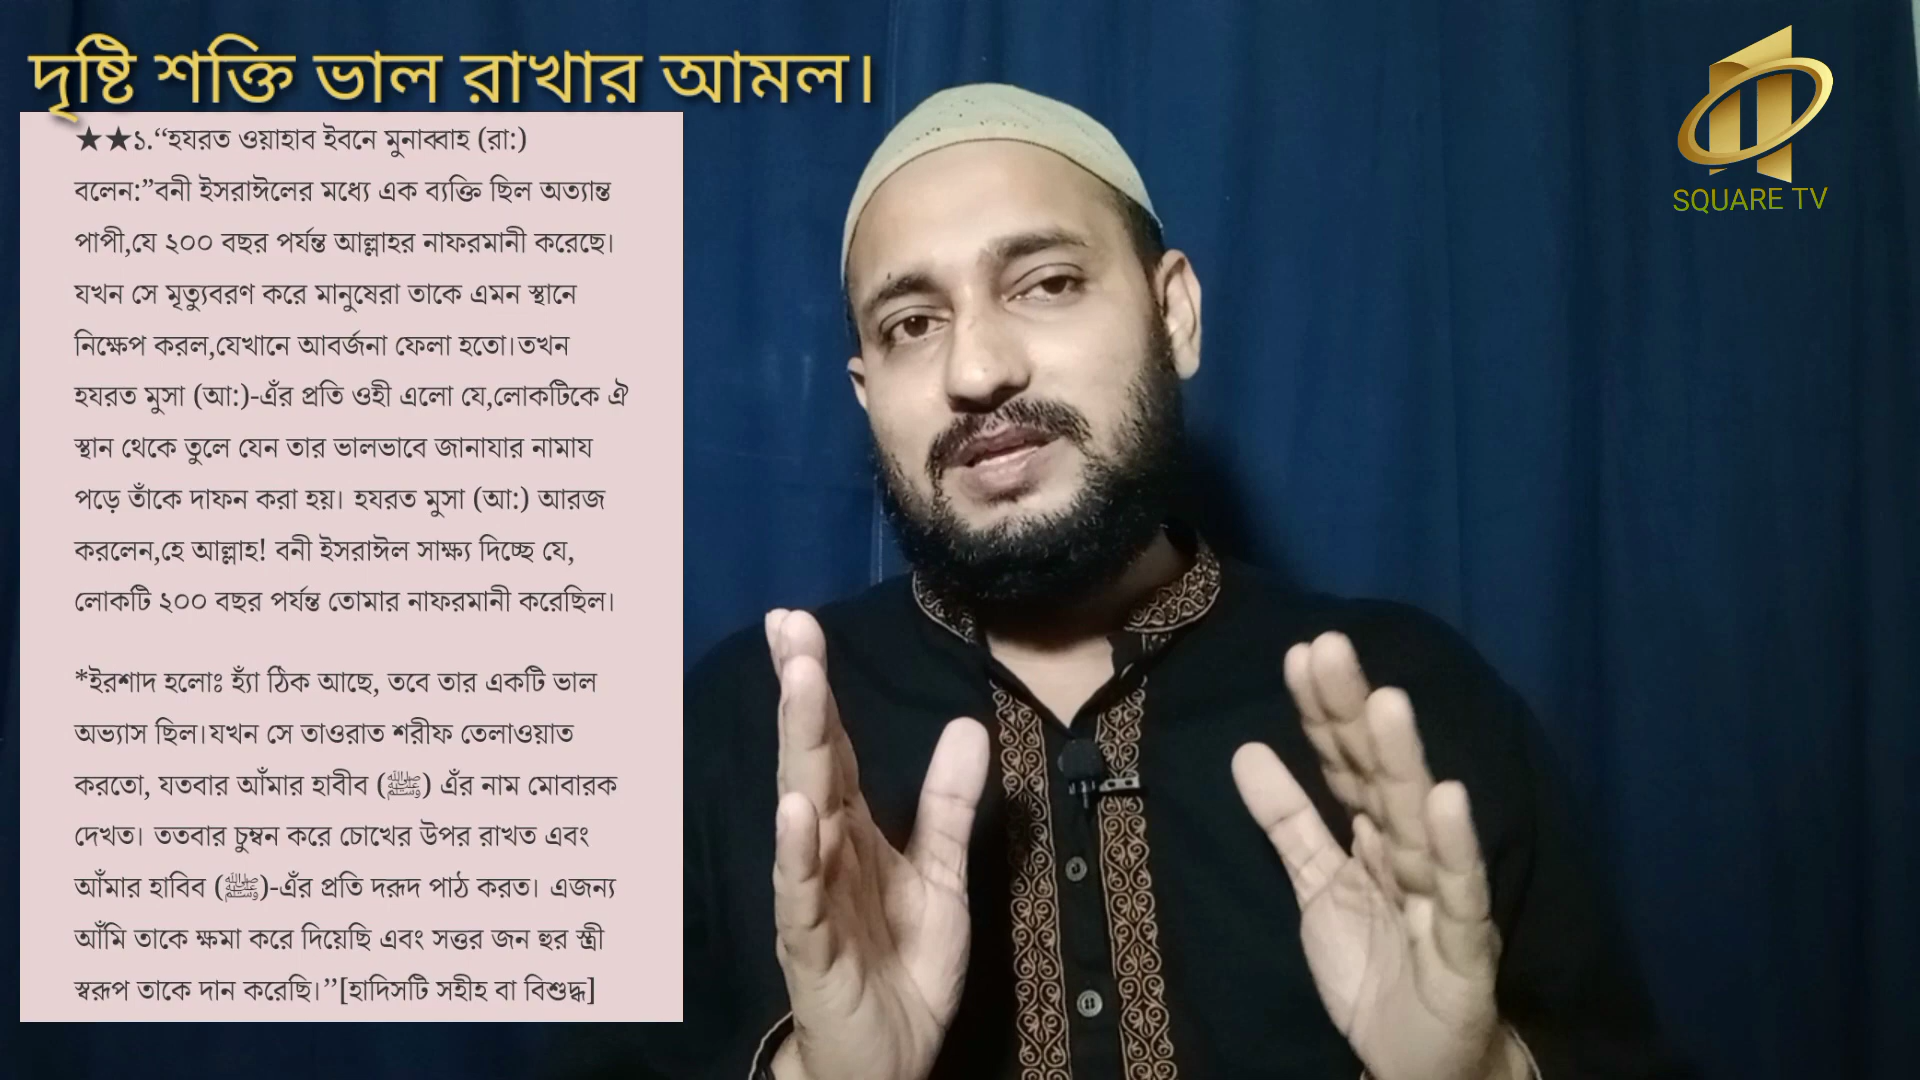 দৃষ্টি শক্তি ভাল রাখার আমল।
★★১.“হযরত ওয়াহাব ইবনে মুনাব্বাহ (রা:)
বলেন:”বনী ইসরাঈলের মধ্যে এক ব্যক্তি ছিল অত্যান্ত
পাপী,যে ২০০ বছর পর্যন্ত আল্লাহর নাফরমানী করেছে।
যখন সে মৃত্যুবরণ করে মানুষেরা তাকে এমন স্থানে
নিক্ষেপ করল,যেখানে আবর্জনা ফেলা হতো।তখন
হযরত মুসা (আ:)-এঁর প্রতি ওহী এলো যে,লোকটিকে ঐ
স্থান থেকে তুলে যেন তার ভালভাবে জানাযার নামায
পড়ে তাঁকে দাফন করা হয়। হযরত মুসা (আ:) আরজ
করলেন,হে আল্লাহ! বনী ইসরাঈল সাক্ষ্য দিচ্ছে যে,
লোকটি ২০০ বছর পর্যন্ত তোমার নাফরমানী করেছিল।
*ইরশাদ হলোঃ হ্যাঁ ঠিক আছে, তবে তার একটি ভাল
অভ্যাস ছিল।যখন সে তাওরাত শরীফ তেলাওয়াত
করতো, যতবার আঁমার হাবীব (ﷺ) এঁর নাম মোবারক
দেখত। ততবার চুম্বন করে চোখের উপর রাখত এবং
আঁমার হাবিব (ﷺ)-এঁর প্রতি দরূদ পাঠ করত। এজন্য
আঁমি তাকে ক্ষমা করে দিয়েছি এবং সত্তর জন হুর স্ত্রী
স্বরূপ তাকে দান করেছি।’’[হাদিসটি সহীহ বা বিশুদ্ধ]
SQUARE TV